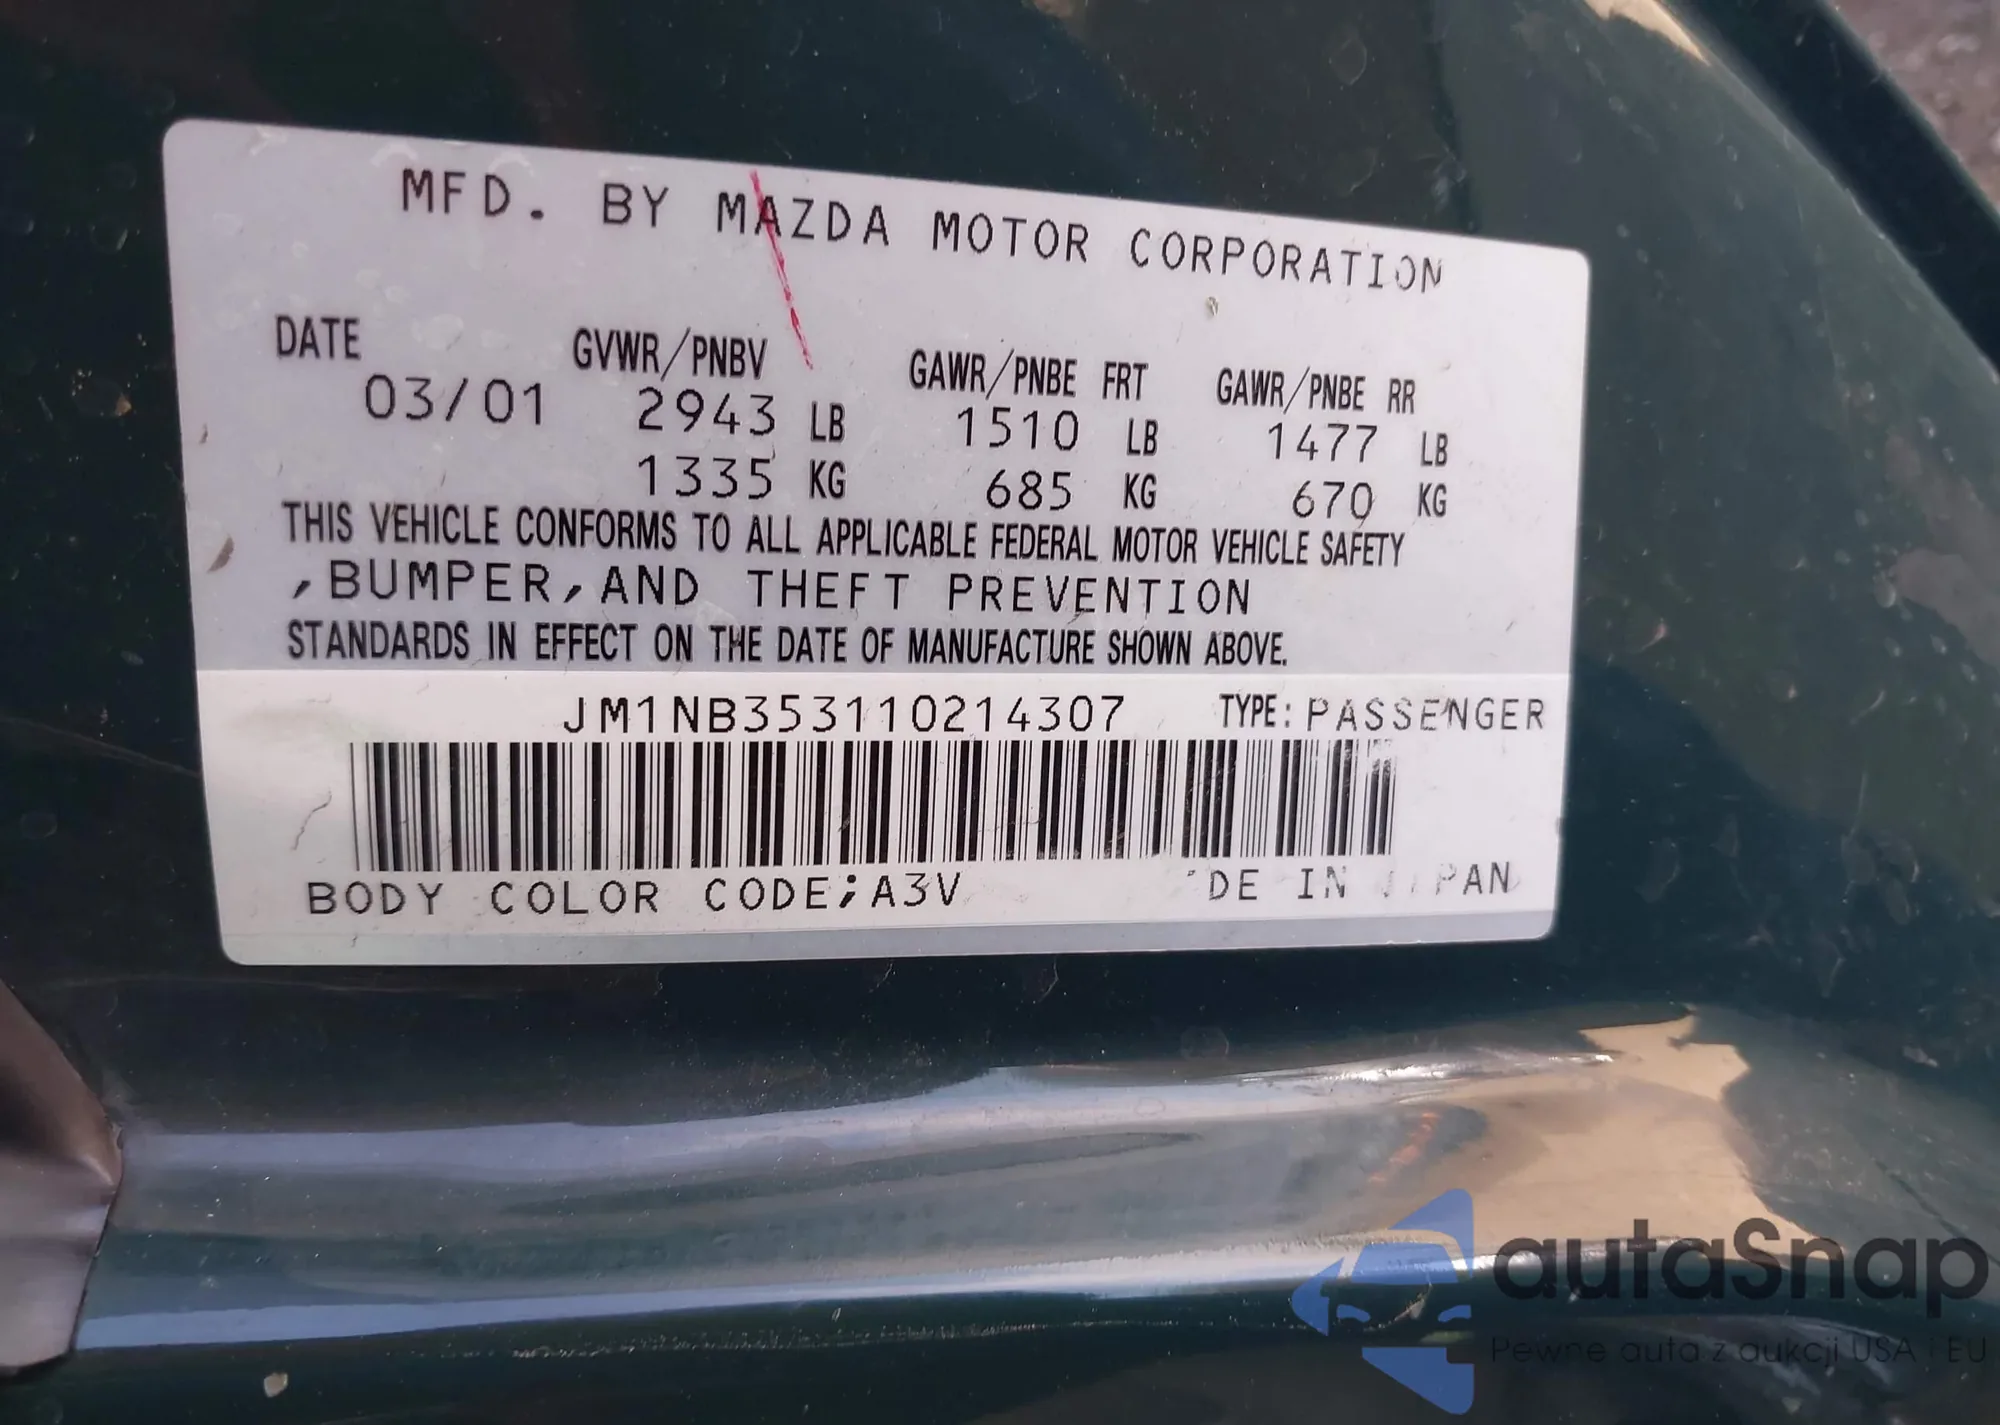 MFD. BY MAZDA MOTOR CORPORATION
DATE GVWR/PNBV GAWR/PNBE FRT GAWR/PNBE RR
03/01 2943 LB 1510 LB 1477 LB
1335 KG 685 KG 670 KG
THIS VEHICLE CONFORMS TO ALL APPLICABLE FEDERAL MOTOR VEHICLE SAFETY
,BUMPER,AND THEFT PREVENTION
STANDARDS IN EFFECT ON THE DATE OF MANUFACTURE SHOWN ABOVE.
JM1NB353110214307 TYPE: PASSENGER
BODY COLOR CODE;A3V DE IN PAN
autaSnap
Pewne auta z aukcji USA i EU